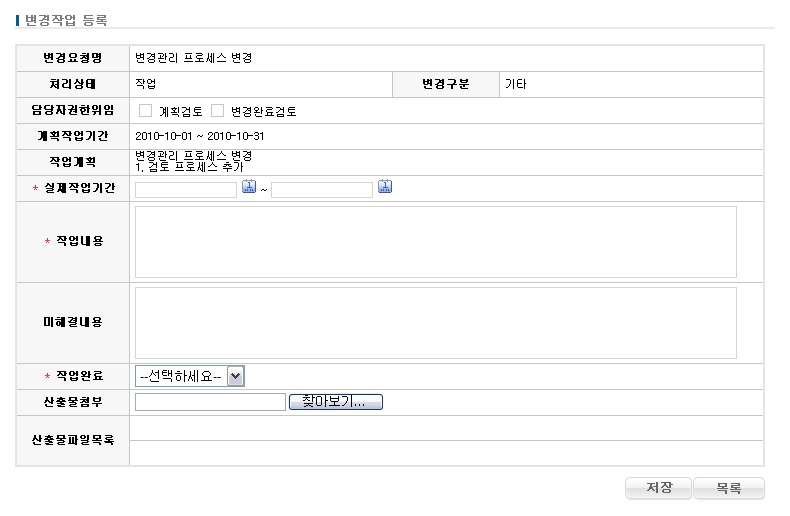 변경작업 등록
변경요청명 변경관리 프로세스 변경
처리상태 작업 변경구분 기타
담당자권한위임 계획검토 변경완료검토
계획작업기간 2010-10-01 ~ 2010-10-31
작업계획 변경관리 프로세스 변경
1. 검토 프로세스 추가
* 실제작업기간 ~
* 작업내용
미해결내용
* 작업완료 --선택하세요--
산출물첨부 찾아보기...
산출물파일목록
저장 목록